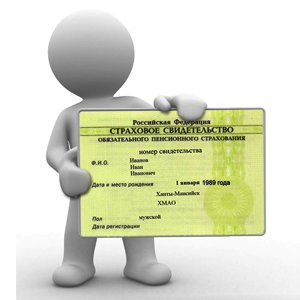 Российская Федерация
СТРАХОВОЕ СВИДЕТЕЛЬСТВО
ОБЯЗАТЕЛЬНОГО ПЕНСИОННОГО СТРАХОВАНИЯ
номер свидетельства
Ф.И.О. Иванов
Иван
Иванович
Дата и место рождения 1 января 1989 года
Ханты-Мансийск
ХМАО
Пол мужской
Дата регистрации